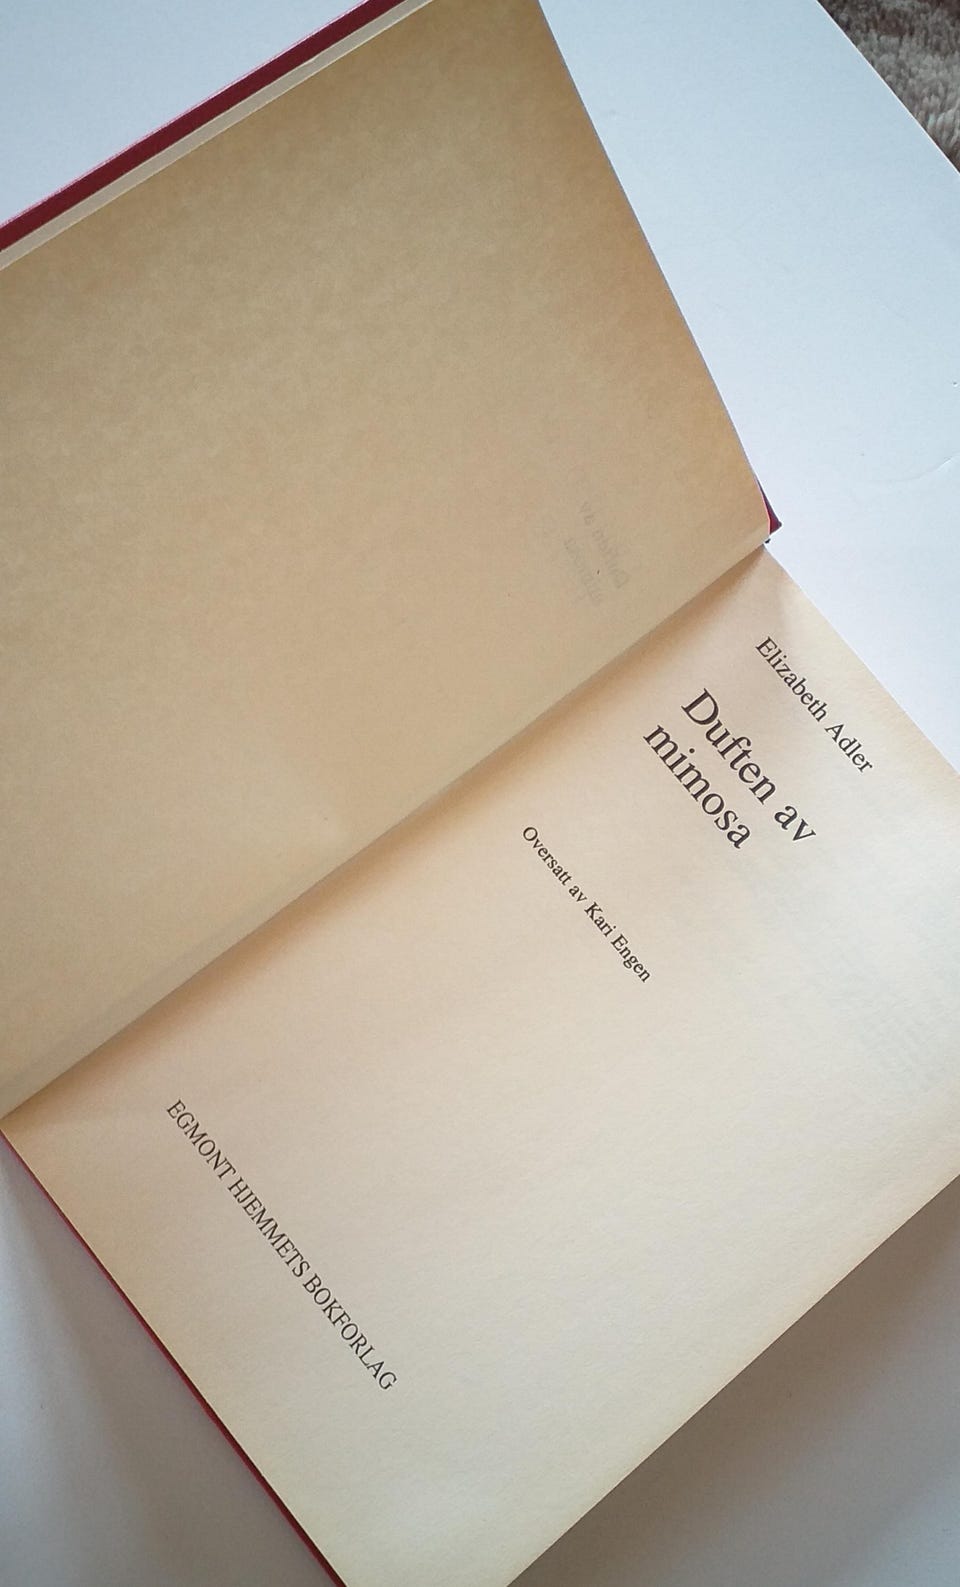 Elizabeth Adler
Duften av
mimosa
Oversatt av Kari Engen
EGMONT HJEMMETS BOKFORLAG